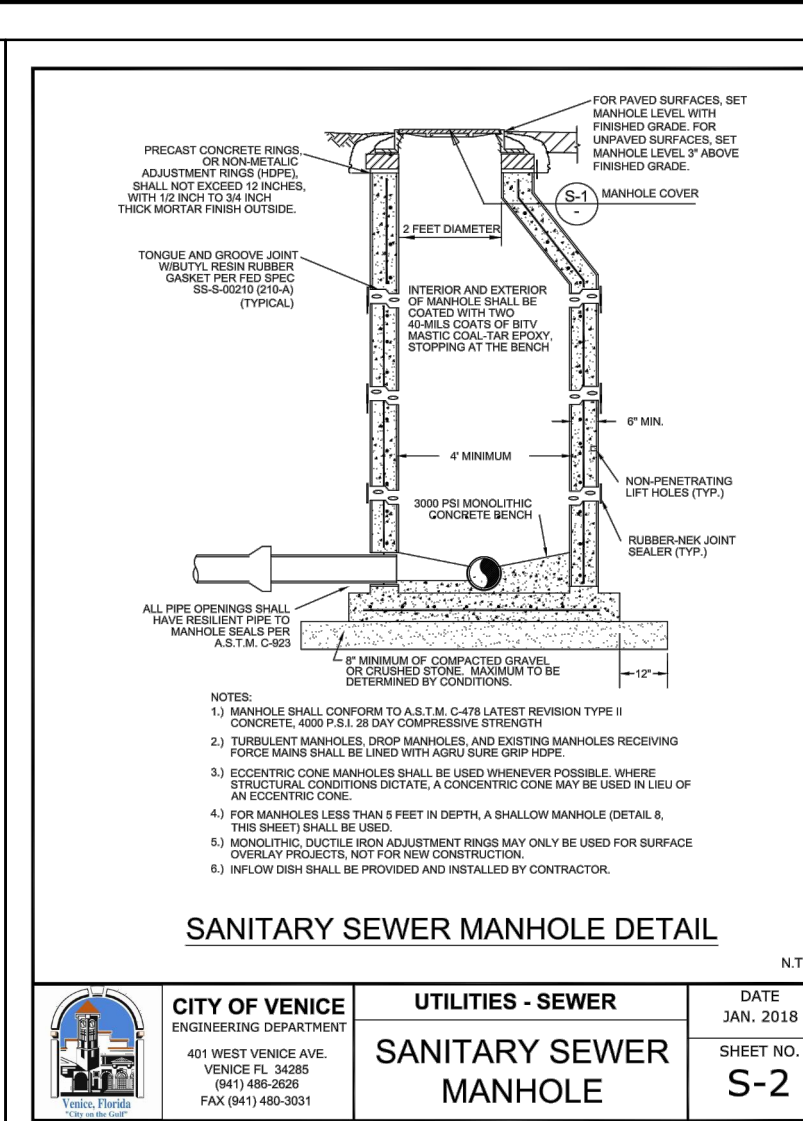 FOR PAVED SURFACES, SET
MANHOLE LEVEL WITH
FINISHED GRADE. FOR
UNPAVED SURFACES, SET
MANHOLE LEVEL 3" ABOVE
FINISHED GRADE.
PRECAST CONCRETE RINGS,
OR NON-METALIC
ADJUSTMENT RINGS (HDPE),
SHALL NOT EXCEED 12 INCHES,
WITH 1/2 INCH TO 3/4 INCH
THICK MORTAR FINISH OUTSIDE.
S-1
-
MANHOLE COVER
2 FEET DIAMETER
TONGUE AND GROOVE JOINT
W/BUTYL RESIN RUBBER
GASKET PER FED SPEC
SS-S-00210 (210-A)
(TYPICAL)
INTERIOR AND EXTERIOR
OF MANHOLE SHALL BE
COATED WITH TWO
40-MILS COATS OF BITV
MASTIC COAL-TAR EPOXY,
STOPPING AT THE BENCH
6" MIN.
4' MINIMUM
NON-PENETRATING
LIFT HOLES (TYP.)
3000 PSI MONOLITHIC
CONCRETE BENCH
RUBBER-NEK JOINT
SEALER (TYP.)
ALL PIPE OPENINGS SHALL
HAVE RESILIENT PIPE TO
MANHOLE SEALS PER
A.S.T.M. C-923
8" MINIMUM OF COMPACTED GRAVEL
OR CRUSHED STONE. MAXIMUM TO BE
DETERMINED BY CONDITIONS.
12"
NOTES:
1.) MANHOLE SHALL CONFORM TO A.S.T.M. C-478 LATEST REVISION TYPE II
CONCRETE, 4000 P.S.I. 28 DAY COMPRESSIVE STRENGTH
2.) TURBULENT MANHOLES, DROP MANHOLES, AND EXISTING MANHOLES RECEIVING
FORCE MAINS SHALL BE LINED WITH AGRU SURE GRIP HDPE.
3.) ECCENTRIC CONE MANHOLES SHALL BE USED WHENEVER POSSIBLE. WHERE
STRUCTURAL CONDITIONS DICTATE, A CONCENTRIC CONE MAY BE USED IN LIEU OF
AN ECCENTRIC CONE.
4.) FOR MANHOLES LESS THAN 5 FEET IN DEPTH, A SHALLOW MANHOLE (DETAIL 8,
THIS SHEET) SHALL BE USED.
5.) MONOLITHIC, DUCTILE IRON ADJUSTMENT RINGS MAY ONLY BE USED FOR SURFACE
OVERLAY PROJECTS, NOT FOR NEW CONSTRUCTION.
6.) INFLOW DISH SHALL BE PROVIDED AND INSTALLED BY CONTRACTOR.
SANITARY SEWER MANHOLE DETAIL
N.T
Venice, Florida
"City on the Gulf"
CITY OF VENICE
ENGINEERING DEPARTMENT
401 WEST VENICE AVE.
VENICE FL 34285
(941) 486-2626
FAX (941) 480-3031
UTILITIES - SEWER
SANITARY SEWER
MANHOLE
DATE
JAN. 2018
SHEET NO.
S-2